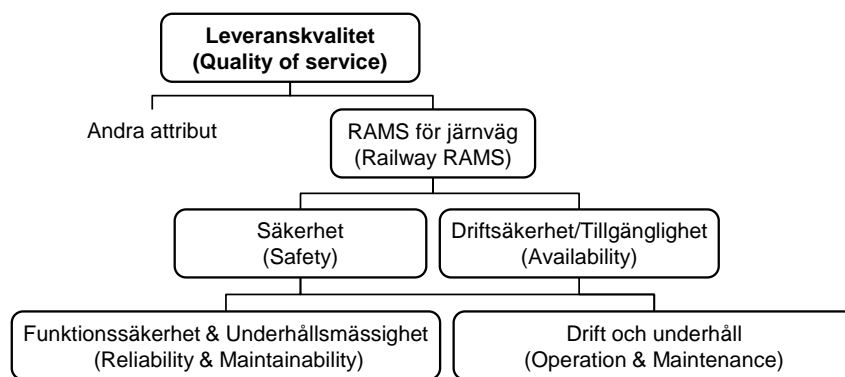 Leveranskvalitet
(Quality of service)
Andra attribut
RAMS för järnväg
(Railway RAMS)
Säkerhet
(Safety)
Driftsäkerhet/Tillgänglighet
(Availability)
Funktionssäkerhet & Underhållsmässighet
(Reliability & Maintainability)
Drift och underhåll
(Operation & Maintenance)